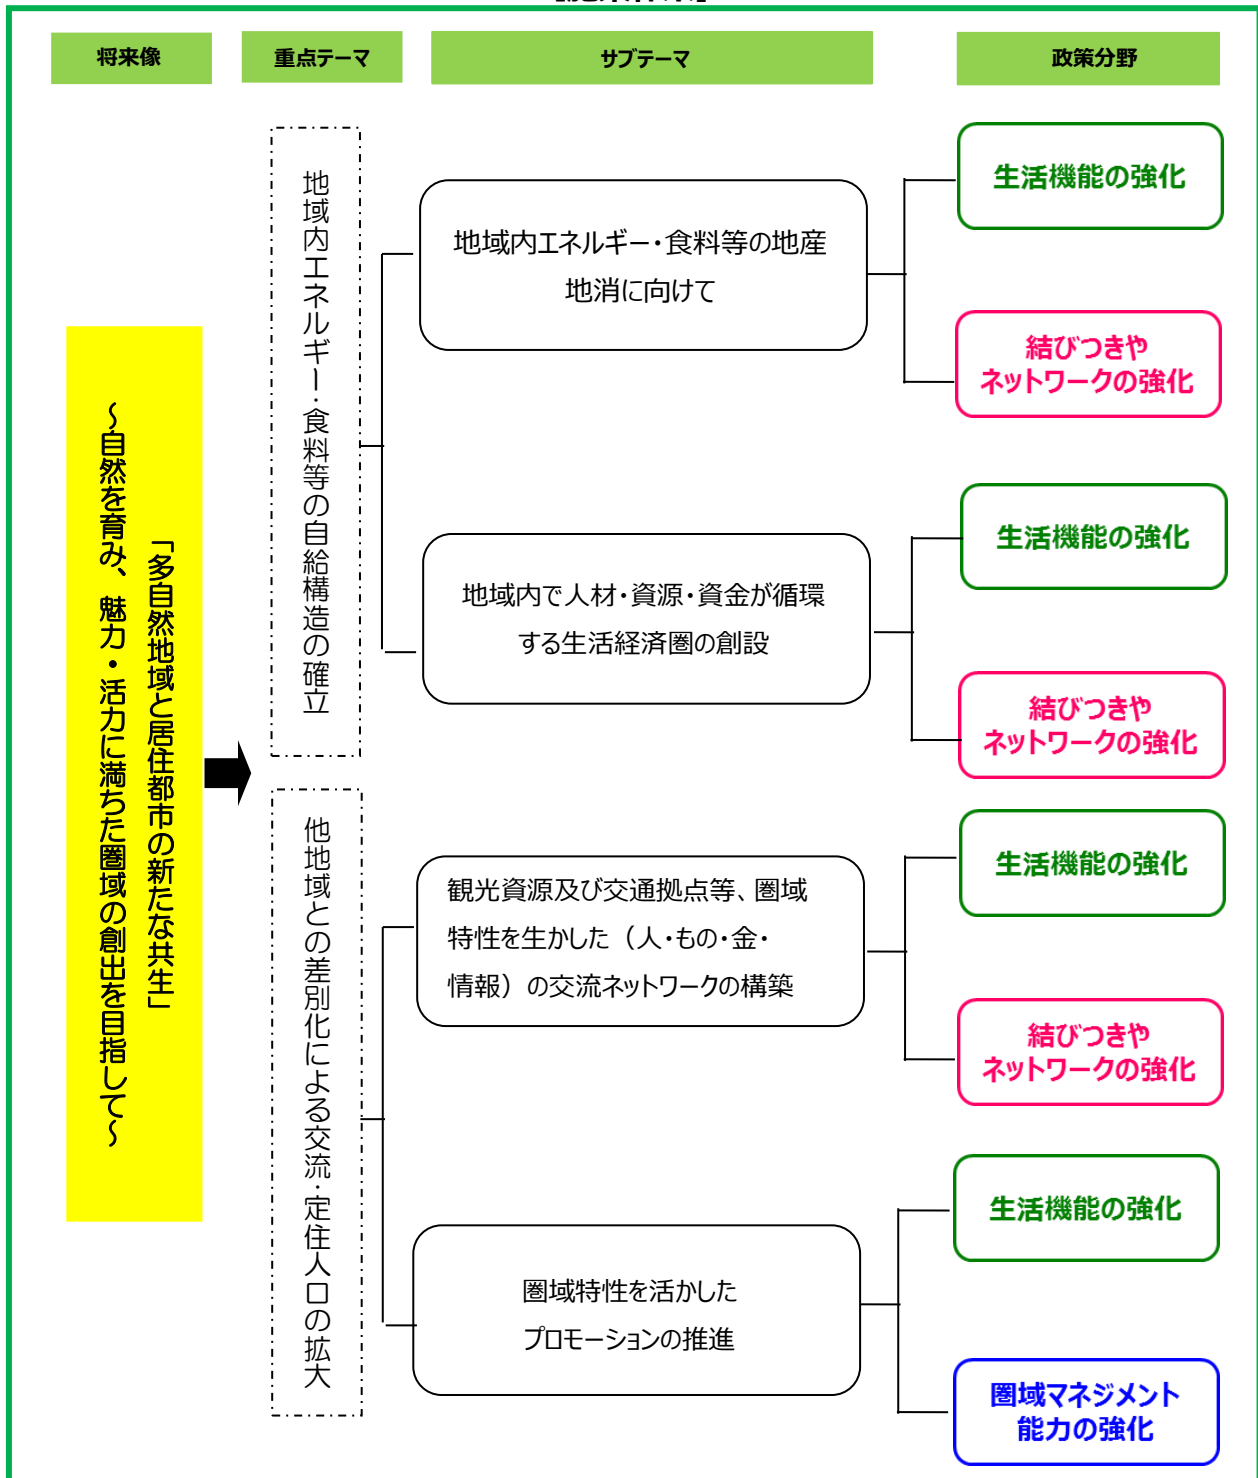 将来像
重点テーマ
サブテーマ
政策分野
「多自然地域と居住都市の新たな共生」
～自然を育み、魅力・活力に満ちた圏域の創出を目指して～
地域内エネルギー・食料等の自給構造の確立
地域内エネルギー・食料等の地産
地消に向けて
生活機能の強化
結びつきや
ネットワークの強化
地域内で人材・資源・資金が循環
する生活経済圏の創設
生活機能の強化
結びつきや
ネットワークの強化
他地域との差別化による交流・定住人口の拡大
観光資源及び交通拠点等、圏域
特性を生かした（人・もの・金・
情報）の交流ネットワークの構築
生活機能の強化
結びつきや
ネットワークの強化
圏域特性を活かした
プロモーションの推進
生活機能の強化
圏域マネジメント
能力の強化